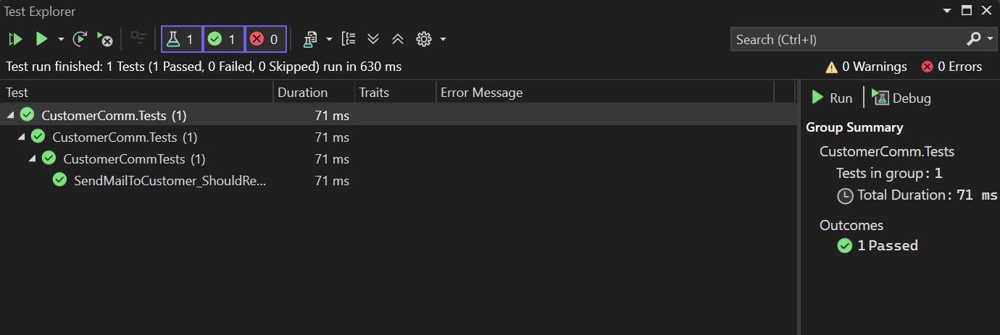 Test Explorer
1 1 0
Search (Ctrl+I)
Test run finished: 1 Tests (1 Passed, 0 Failed, 0 Skipped) run in 630 ms
0 Warnings 0 Errors
Test Duration Traits Error Message
CustomerComm.Tests (1) 71 ms
CustomerComm.Tests (1) 71 ms
CustomerCommTests (1) 71 ms
SendMailToCustomer_ShouldRe... 71 ms
Run Debug
Group Summary
CustomerComm.Tests
Tests in group: 1
Total Duration: 71 ms
Outcomes
1 Passed